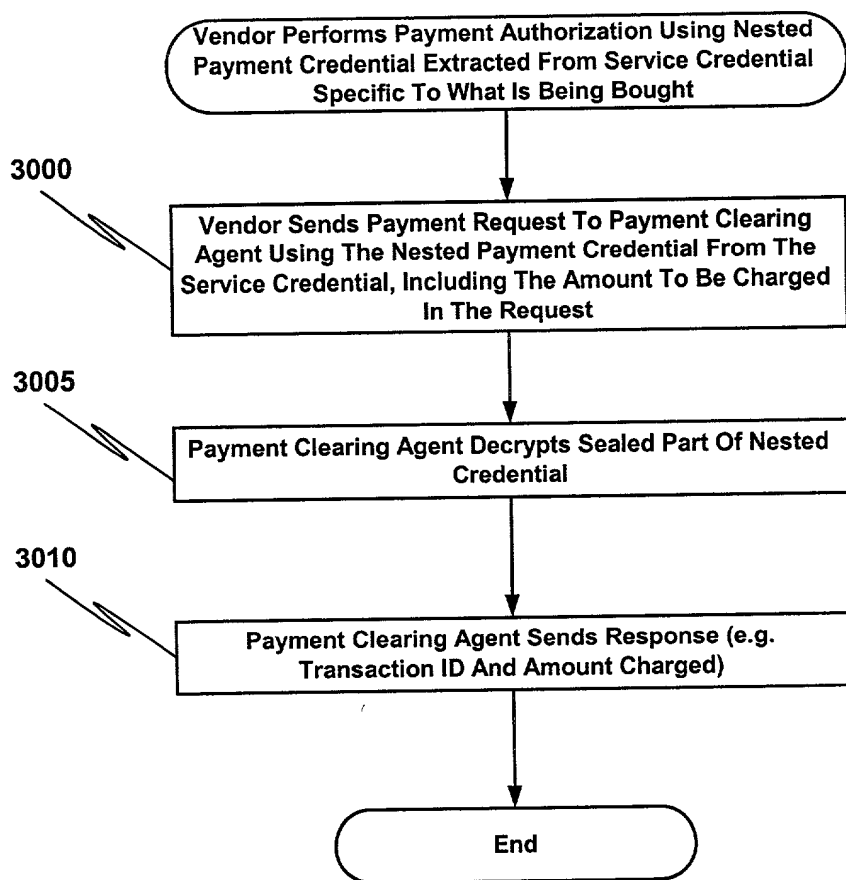 Vendor Performs Payment Authorization Using Nested
Payment Credential Extracted From Service Credential
Specific To What Is Being Bought
3000
Vendor Sends Payment Request To Payment Clearing
Agent Using The Nested Payment Credential From The
Service Credential, Including The Amount To Be Charged
In The Request
3005
Payment Clearing Agent Decrypts Sealed Part Of Nested
Credential
3010
Payment Clearing Agent Sends Response (e.g.
Transaction ID And Amount Charged)
End